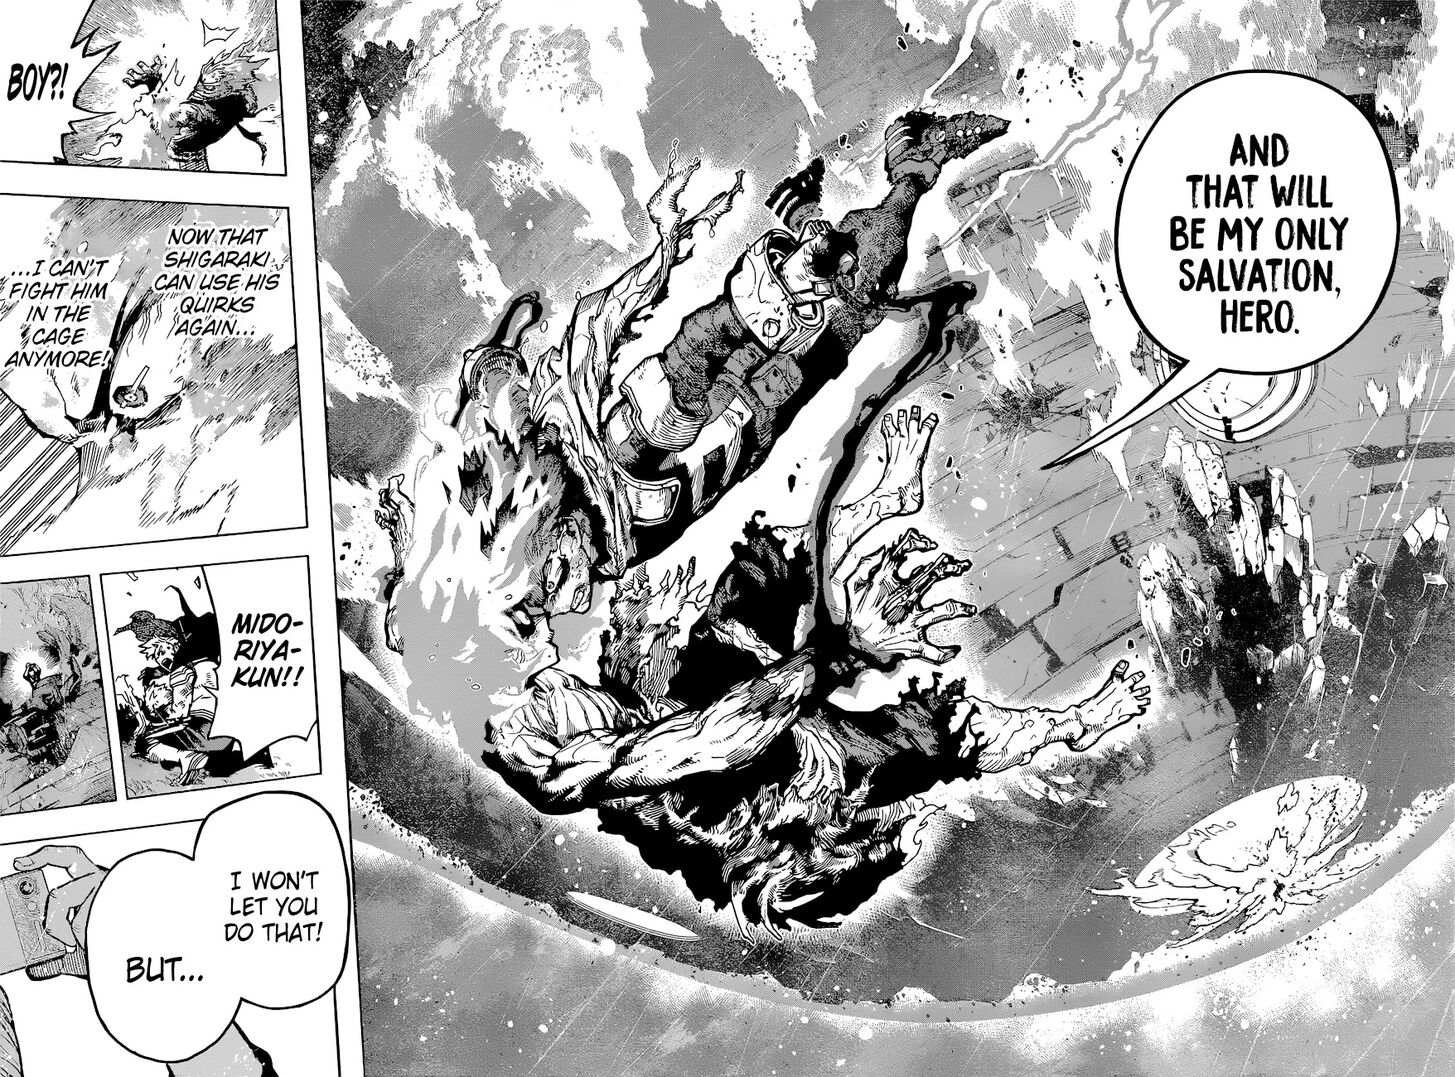 AND
THAT WILL
BE MY ONLY
SALVATION,
HERO.
BOY?!
NOW THAT
SHIGARAKI
CAN USE HIS
QUIRKS
AGAIN...
...I CAN'T
FIGHT HIM
IN THE
CAGE
ANYMORE!
MIDO-
RIYA-
KUN!!
I WON'T
LET YOU
DO THAT!
BUT...